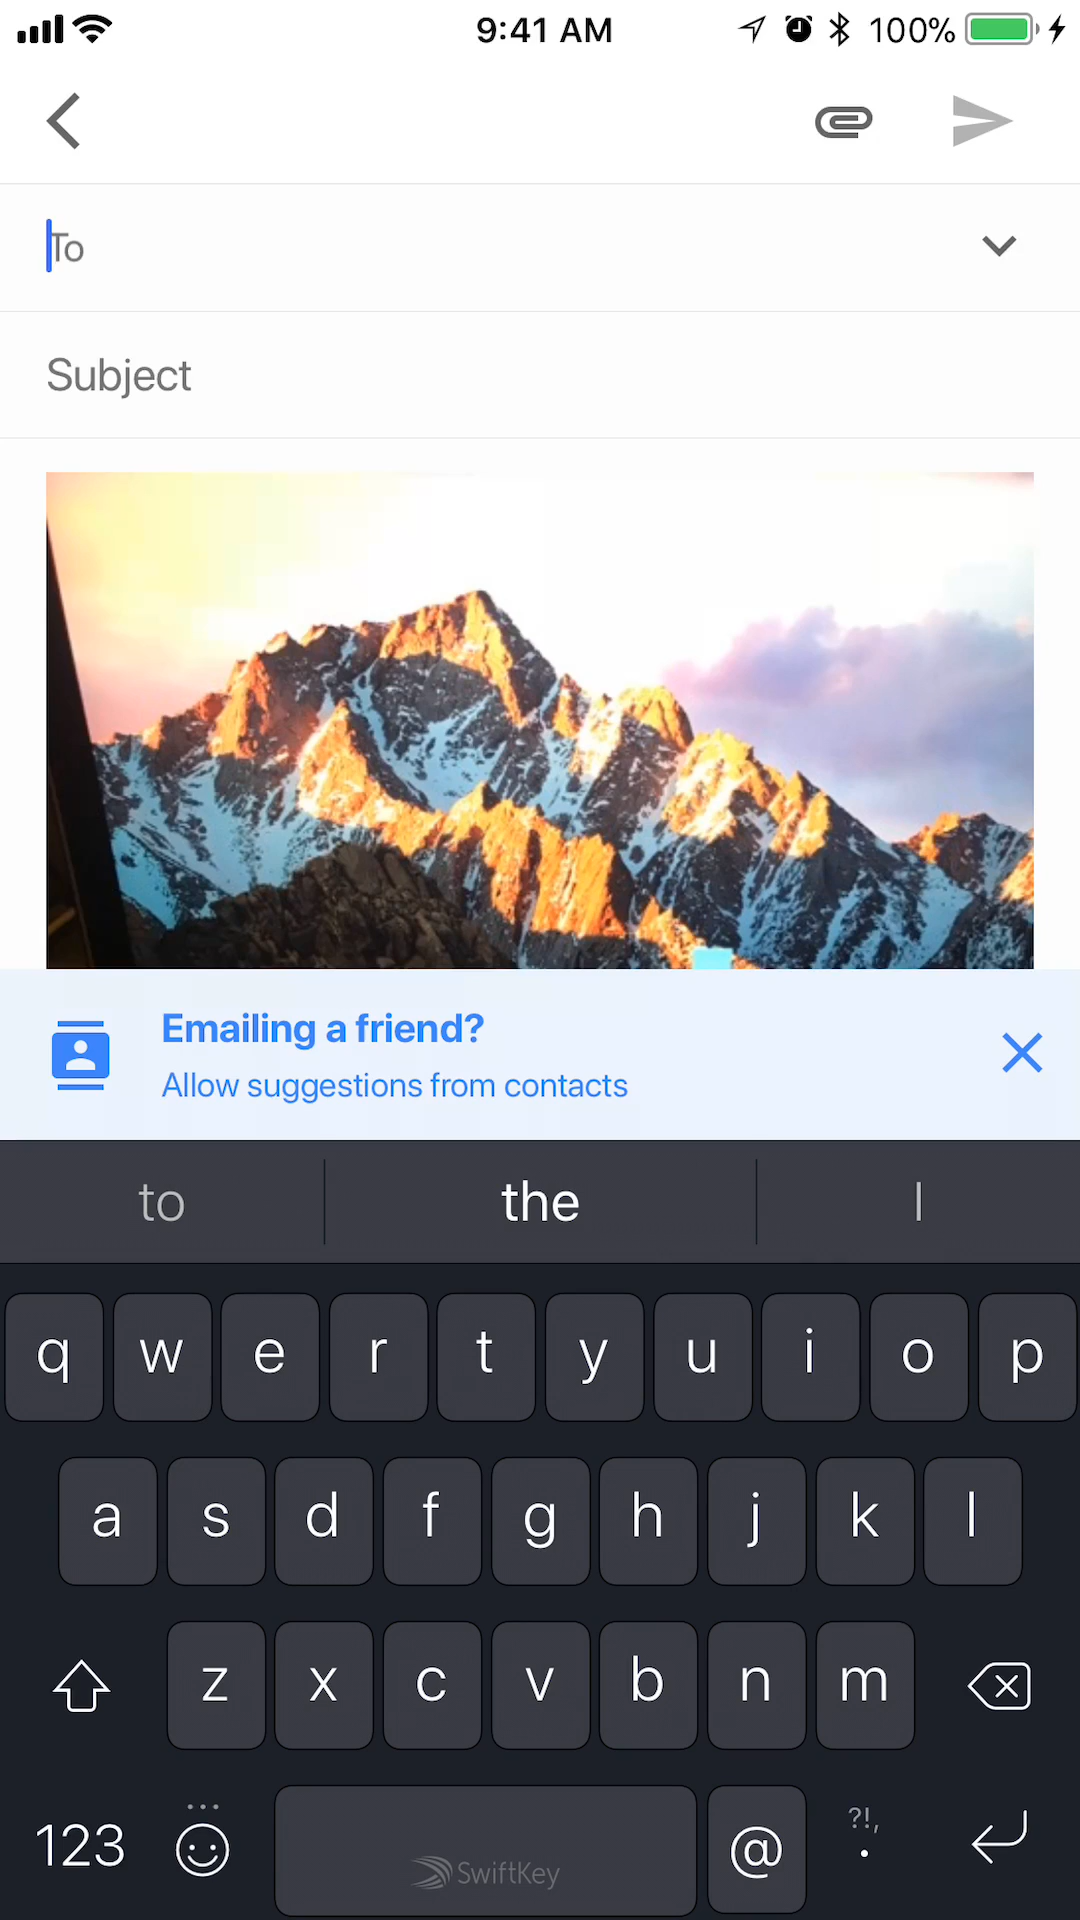 9:41 AM 100%
To
Subject
Emailing a friend?
Allow suggestions from contacts
to the I
q w e r t y u i o p
a s d f g h j k l
z x c v b n m
123 SwiftKey @ ?!, .